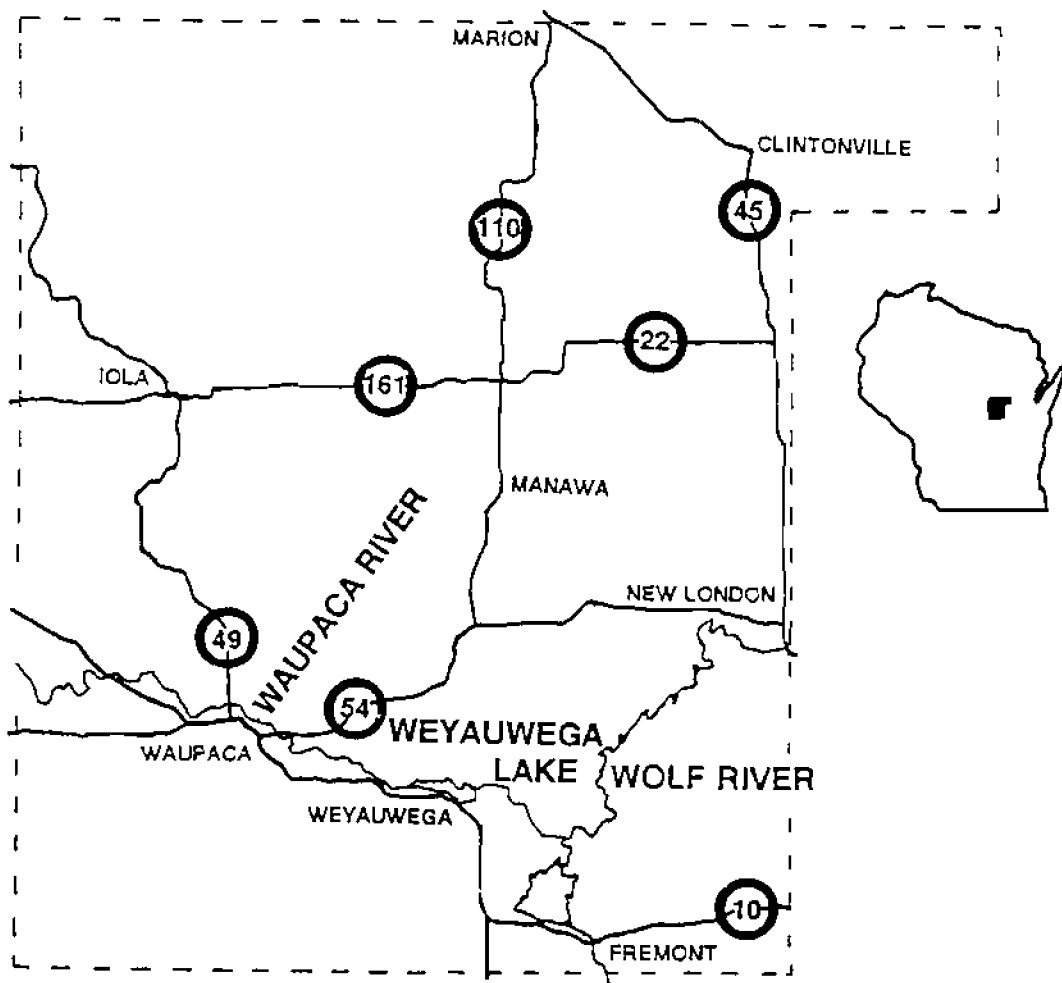 MARION
CLINTONVILLE
45
110
22
IOLA
161
MANAWA
WAUPACA RIVER
NEW LONDON
49
54
WEYAUWEGA
LAKE
WOLF RIVER
WAUPACA
WEYAUWEGA
10
FREMONT